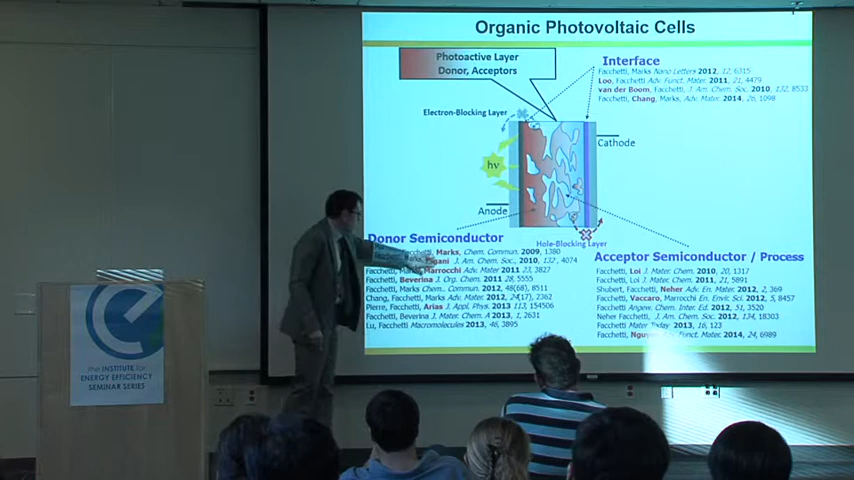 Organic Photovoltaic Cells
Photoactive Layer
Donor, Acceptors
Interface
Facchetti, Marks Nano Letters 2012, 12, 6315
Loo, Facchetti Adv. Funct. Mater. 2011, 21, 4479
van der Boom, Facchetti, J. Am. Chem. Soc. 2010, 132, 8533
Facchetti, Chang, Marks, Adv. Mater. 2014, 26, 1098
Electron-Blocking Layer
Cathode
hν
Anode
Hole-Blocking Layer
Donor Semiconductor
Facchetti, Marks, Chem. Commun. 2009, 1380
Pagani J. Am. Chem. Soc., 2010, 132, 4074
Facchetti, Marks, Marrocchi Adv. Mater 2011 23, 3827
Facchetti, Beverina J. Org. Chem. 2011 28, 5555
Facchetti, Marks Chem.. Commun. 2012, 48(68), 8511
Chang, Facchetti, Marks Adv. Mater. 2012, 24(17), 2362
Pierre, Facchetti, Arias J. Appl. Phys. 2013 113, 154506
Facchetti, Beverina J. Mater. Chem. A 2013, 1, 2631
Lu, Facchetti Macromolecules 2013, 46, 3895
Acceptor Semiconductor / Process
Facchetti, Loi J. Mater. Chem. 2010, 20, 1317
Facchetti, Loi J. Mater. Chem. 2011, 21, 5891
Shubert, Facchetti, Neher Adv. En. Mater. 2012, 2, 369
Facchetti, Vaccaro, Marrocchi En. Envir. Sci. 2012, 5, 8457
Facchetti Angew. Chem. Inter. Ed. 2012, 51, 3520
Neher Facchetti, J. Am. Chem. Soc. 2012, 134, 18303
Facchetti Mater Today 2013, 16, 123
Facchetti, Funct. Mater. 2014, 24, 6989
the INSTITUTE for
ENERGY EFFICIENCY
SEMINAR SERIES